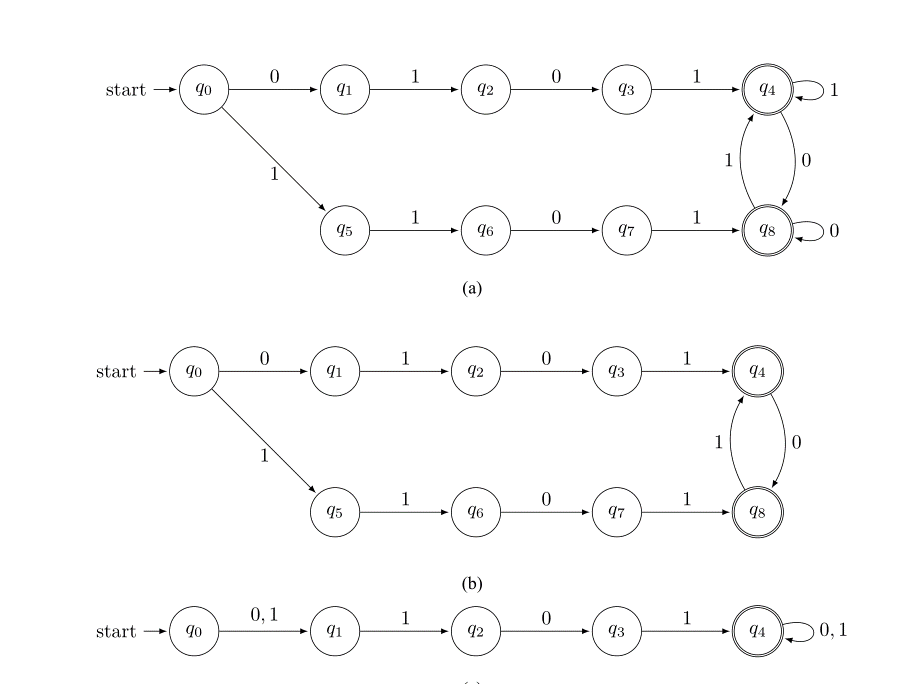 start q0 0 q1 1 q2 0 q3 1 q4 1
1 1 0
q5 1 q6 0 q7 1 q8 0
(a)
start q0 0 q1 1 q2 0 q3 1 q4
1 1 0
q5 1 q6 0 q7 1 q8
(b)
start q0 0, 1 q1 1 q2 0 q3 1 q4 0, 1